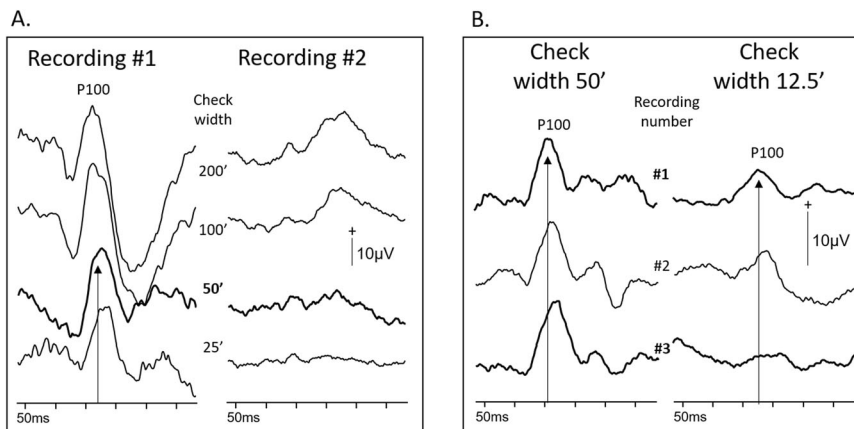 A.
Recording #1
Recording #2
P100
Check
width
200'
100'
+
10µV
50'
25'
50ms
50ms
B.
Check
width 50'
Check
width 12.5'
Recording
number
P100
P100
#1
+
10µV
#2
#3
50ms
50ms